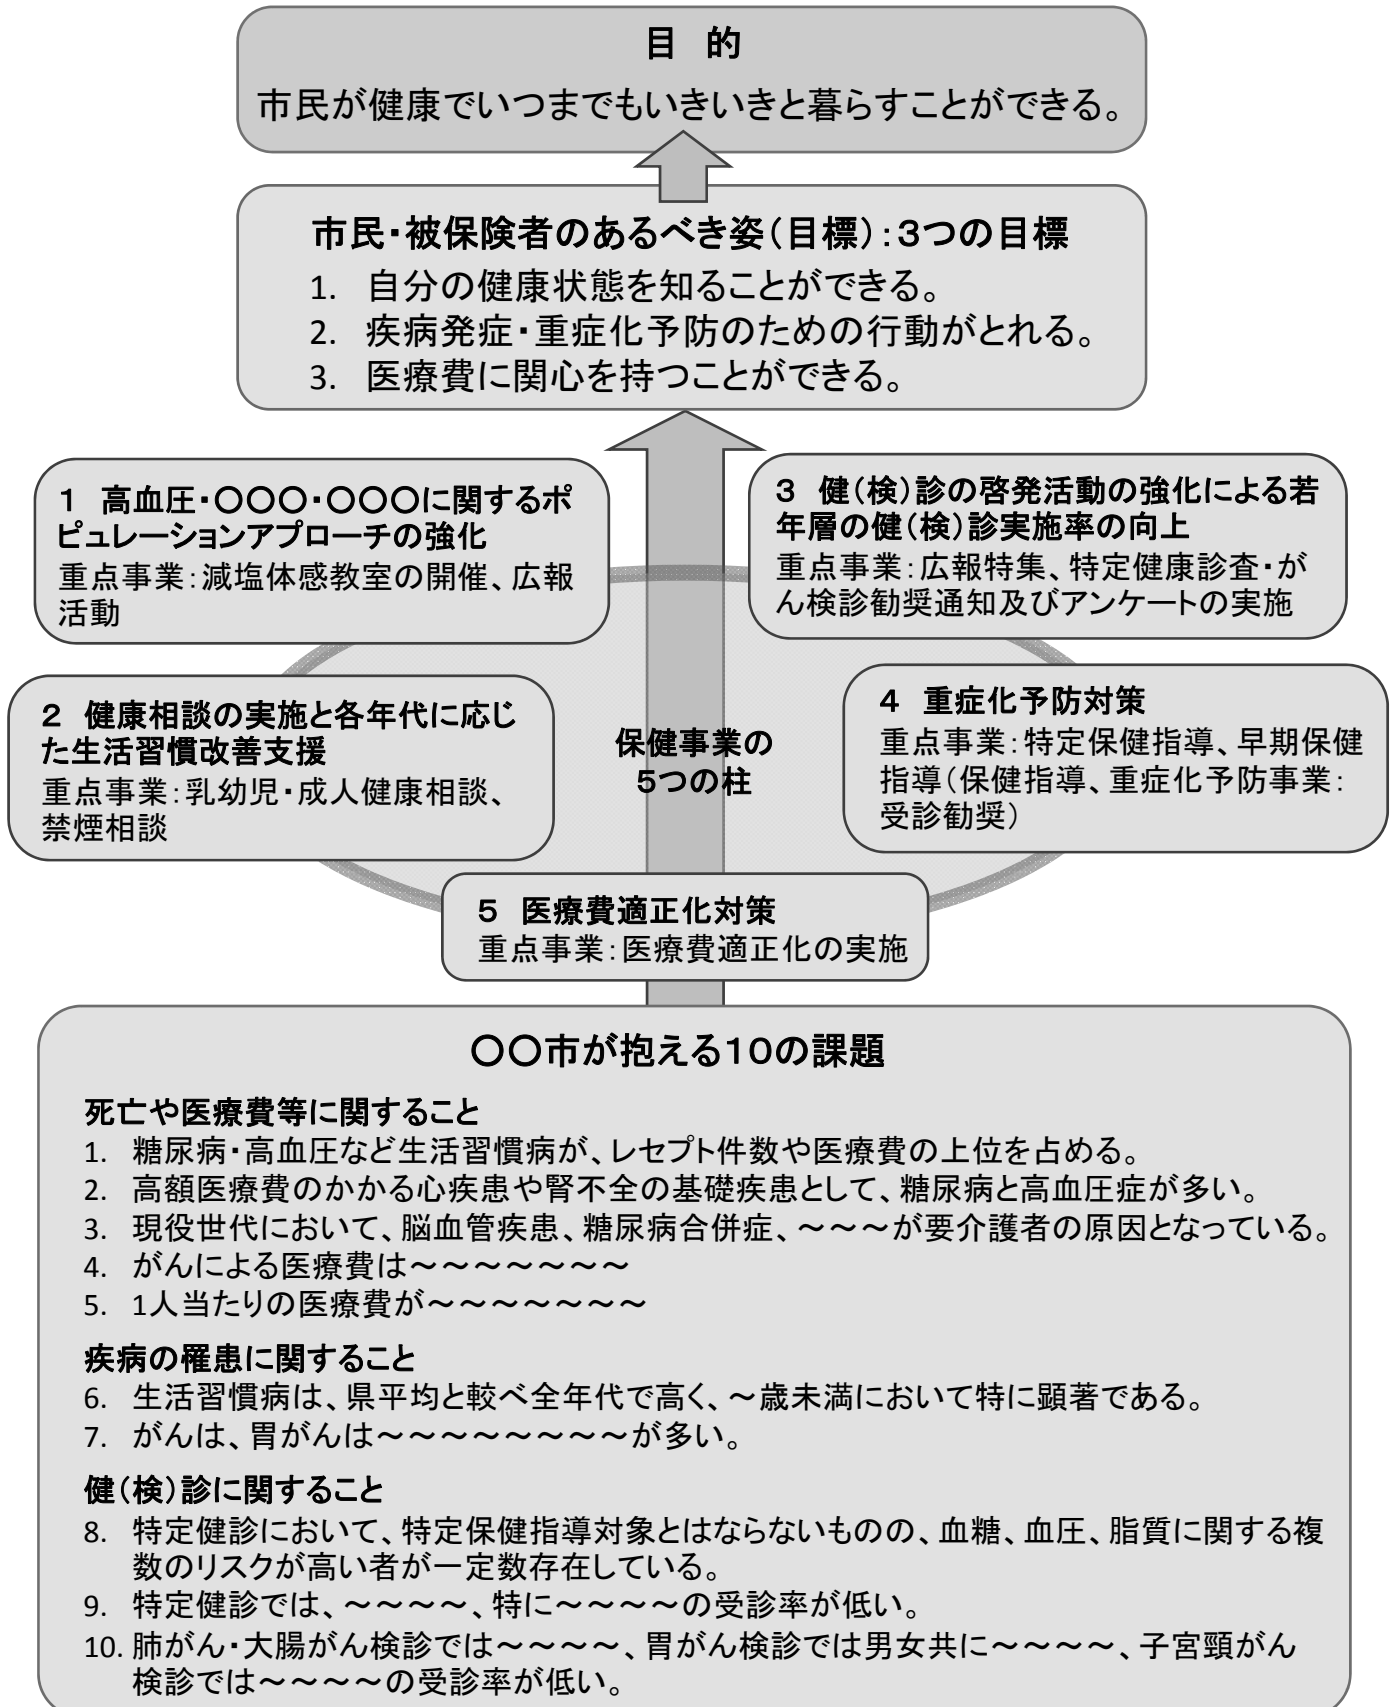 目 的
市民が健康でいつまでもいきいきと暮らすことができる。
市民・被保険者のあるべき姿(目標):3つの目標
1. 自分の健康状態を知ることができる。
2. 疾病発症・重症化予防のための行動がとれる。
3. 医療費に関心を持つことができる。
1 高血圧・〇〇〇・〇〇〇に関するポ
ピュレーションアプローチの強化
重点事業:減塩体感教室の開催、広報
活動
2 健康相談の実施と各年代に応じ
た生活習慣改善支援
重点事業:乳幼児・成人健康相談、
禁煙相談
3 健(検)診の啓発活動の強化による若
年層の健(検)診実施率の向上
重点事業:広報特集、特定健康診査・が
ん検診勧奨通知及びアンケートの実施
4 重症化予防対策
重点事業:特定保健指導、早期保健
指導(保健指導、重症化予防事業:
受診勧奨)
保健事業の
5つの柱
5 医療費適正化対策
重点事業:医療費適正化の実施
〇〇市が抱える10の課題
死亡や医療費等に関すること
1. 糖尿病・高血圧など生活習慣病が、レセプト件数や医療費の上位を占める。
2. 高額医療費のかかる心疾患や腎不全の基礎疾患として、糖尿病と高血圧症が多い。
3. 現役世代において、脳血管疾患、糖尿病合併症、～～～が要介護者の原因となっている。
4. がんによる医療費は～～～～～～～
5. 1人当たりの医療費が～～～～～～～
疾病の罹患に関すること
6. 生活習慣病は、県平均と較べ全年代で高く、～歳未満において特に顕著である。
7. がんは、胃がんは～～～～～～～～が多い。
健(検)診に関すること
8. 特定健診において、特定保健指導対象とはならないものの、血糖、血圧、脂質に関する複
数のリスクが高い者が一定数存在している。
9. 特定健診では、～～～～、特に～～～～の受診率が低い。
10. 肺がん・大腸がん検診では～～～～、胃がん検診では男女共に～～～～、子宮頸がん
検診では～～～～の受診率が低い。